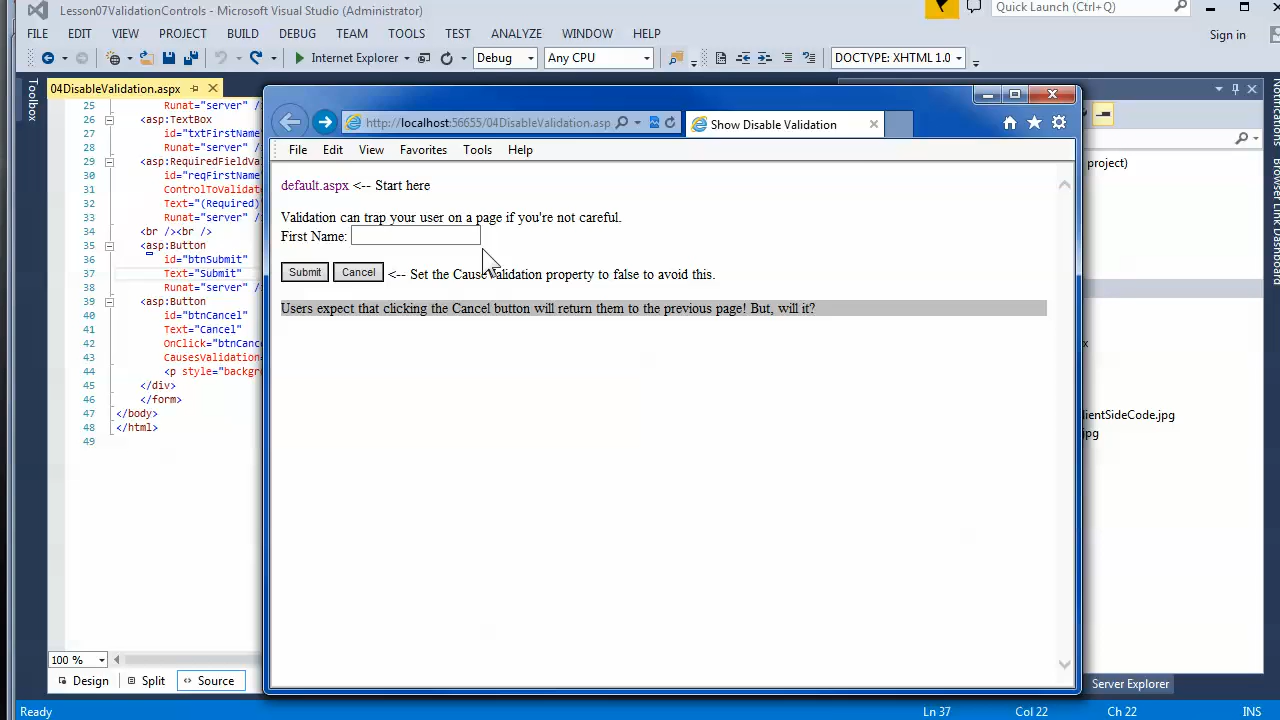 Lesson07ValidationControls - Microsoft Visual Studio (Administrator)
Quick Launch (Ctrl+Q)
FILE EDIT VIEW PROJECT BUILD DEBUG TEAM TOOLS TEST ANALYZE WINDOW HELP
Sign in
Internet Explorer Debug Any CPU DOCTYPE: XHTML 1.0
Toolbox
04DisableValidation.aspx
25 Runat="server" /
26 <asp:TextBox
27 id="txtFirstName
28 Runat="server" /
29 <asp:RequiredFieldVa
30 id="reqFirstName
31 ControlToValidat
32 Text="(Required)
33 Runat="server" /
34 <br /><br />
35 <asp:Button
36 id="btnSubmit"
37 Text="Submit"
38 Runat="server" /
39 <asp:Button
40 id="btnCancel"
41 Text="Cancel"
42 OnClick="btnCanc
43 CausesValidation=
44 <p style="backgr
45 </div>
46 </form>
47 </body>
48 </html>
49
100 %
Design Split Source
http://localhost:56655/04DisableValidation.asp
Show Disable Validation
File Edit View Favorites Tools Help
default.aspx <-- Start here
Validation can trap your user on a page if you're not careful.
First Name:
Submit Cancel <-- Set the Cause validation property to false to avoid this.
Users expect that clicking the Cancel button will return them to the previous page! But, will it?
project)
x
lientSideCode.jpg
jpg
Server Explorer
Notifications
Browser Link Dashboard
Ready Ln 37 Col 22 Ch 22 INS